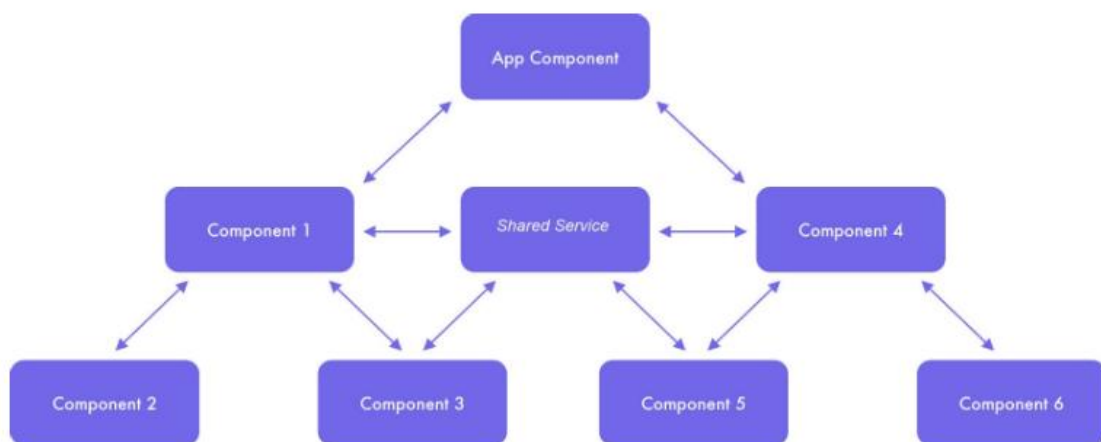 App Component
Component 1
Shared Service
Component 4
Component 2
Component 3
Component 5
Component 6